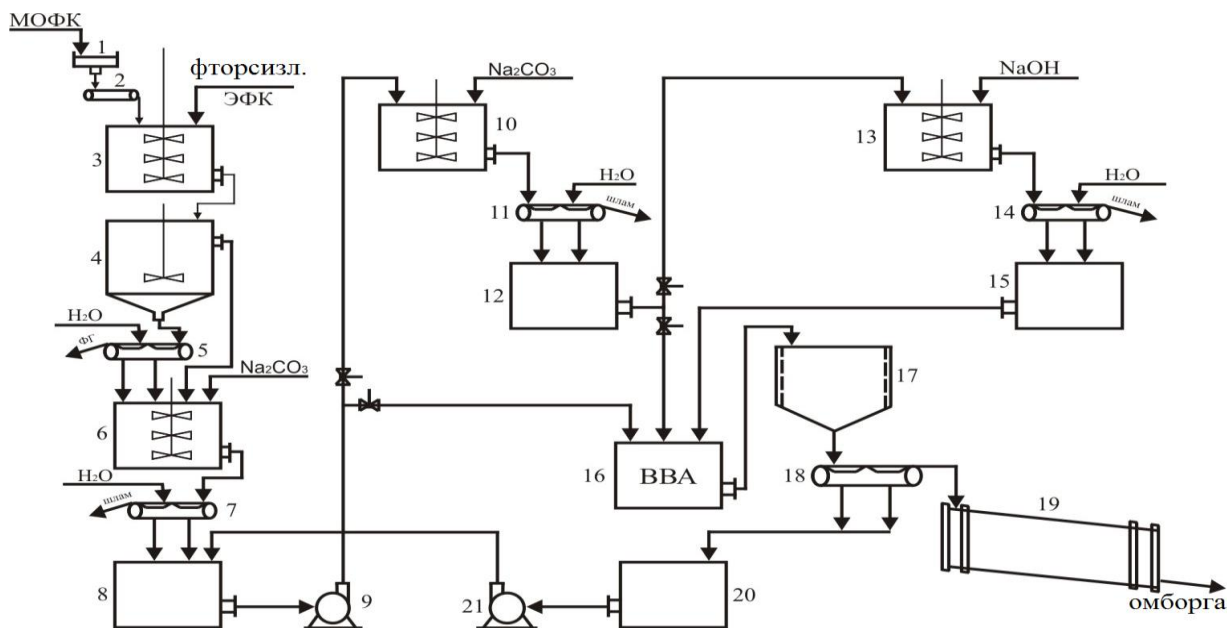 МОФК
1
2
фторсизл.
ЭФК
3
4
H₂O
фг
5
Na₂CO₃
6
H₂O
шлам
7
8
9
Na₂CO₃
10
H₂O
11
шлам
12
NaOH
13
H₂O
14
шлам
15
16
ВВА
17
18
19
омборга
20
21